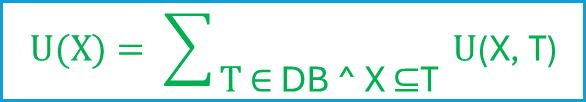 U(X) = ∑ T ∈ DB ^ X ⊆T U(X, T)